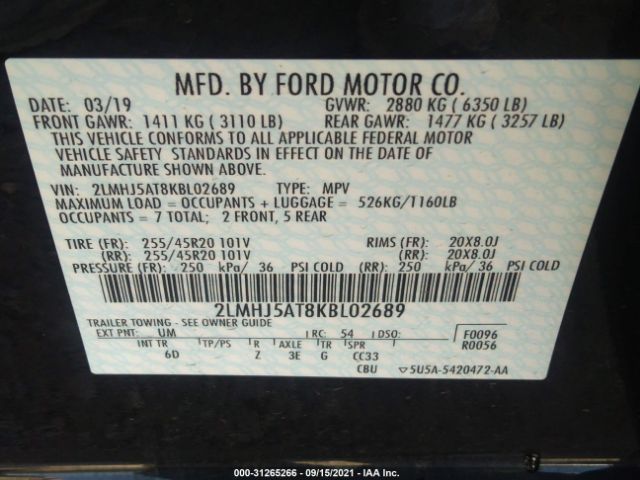 MFD. BY FORD MOTOR CO.
DATE: 03/19 GVWR: 2880 KG ( 6350 LB)
FRONT GAWR: 1411 KG ( 3110 LB) REAR GAWR: 1477 KG ( 3257 LB)
THIS VEHICLE CONFORMS TO ALL APPLICABLE FEDERAL MOTOR
VEHICLE SAFETY STANDARDS IN EFFECT ON THE DATE OF
MANUFACTURE SHOWN ABOVE.
VIN: 2LMHJ5AT8KBL02689 TYPE: MPV
MAXIMUM LOAD = OCCUPANTS + LUGGAGE = 526KG/1160LB
OCCUPANTS = 7 TOTAL; 2 FRONT, 5 REAR
TIRE (FR): 255/45R20 101V RIMS (FR): 20X8.0J
(RR): 255/45R20 101V (RR): 20X8.0J
PRESSURE (FR): 250 kPa/ 36 PSI COLD (RR): 250 kPa/ 36 PSI COLD
2LMHJ5AT8KBL02689
TRAILER TOWING - SEE OWNER GUIDE
EXT PNT: UM RC: 54 DSO: F0096
R0056
INT TR TP/PS R AXLE TR SPR
6D Z 3E G CC33
CBU 5U5A-5420472-AA
000-31265266 - 09/15/2021 - IAA Inc.